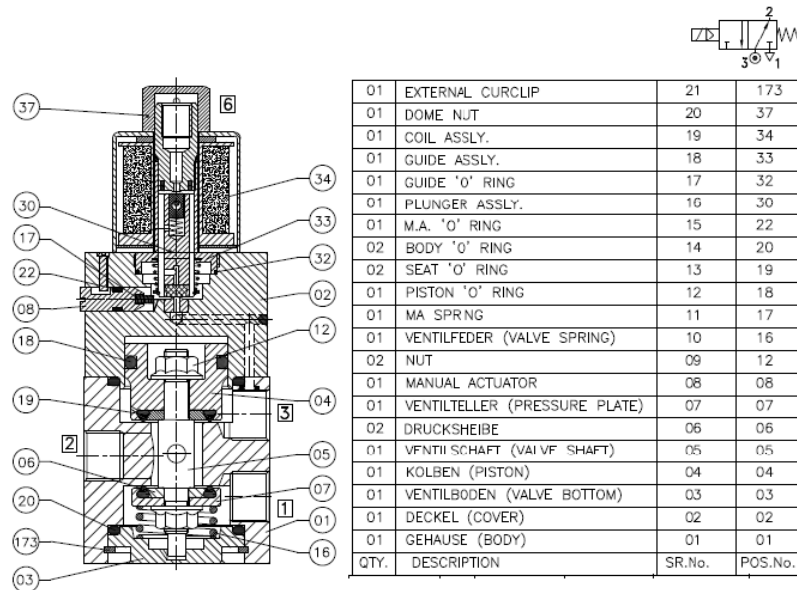 2
3 1
37
6
34
30
33
17
32
22
02
08
12
18
04
19
3
2
05
06
07
1
20
01
173
16
03
01 EXTERNAL CURCLIP 21 173
01 DOME NUT 20 37
01 COIL ASSLY. 19 34
01 GUIDE ASSLY. 18 33
01 GUIDE 'O' RING 17 32
01 PLUNGER ASSLY. 16 30
01 M.A. 'O' RING 15 22
02 BODY 'O' RING 14 20
02 SEAT 'O' RING 13 19
01 PISTON 'O' RING 12 18
01 MA SPRNG 11 17
01 VENTILFEDER (VALVE SPRING) 10 16
02 NUT 09 12
01 MANUAL ACTUATOR 08 08
01 VENTILTELLER (PRESSURE PLATE) 07 07
02 DRUCKSHEIBE 06 06
01 VENTILSCHAFT (VALVE SHAFT) 05 05
01 KOLBEN (PISTON) 04 04
01 VENTILBODEN (VALVE BOTTOM) 03 03
01 DECKEL (COVER) 02 02
01 GEHAUSE (BODY) 01 01
QTY. DESCRIPTION SR.No. POS.No.